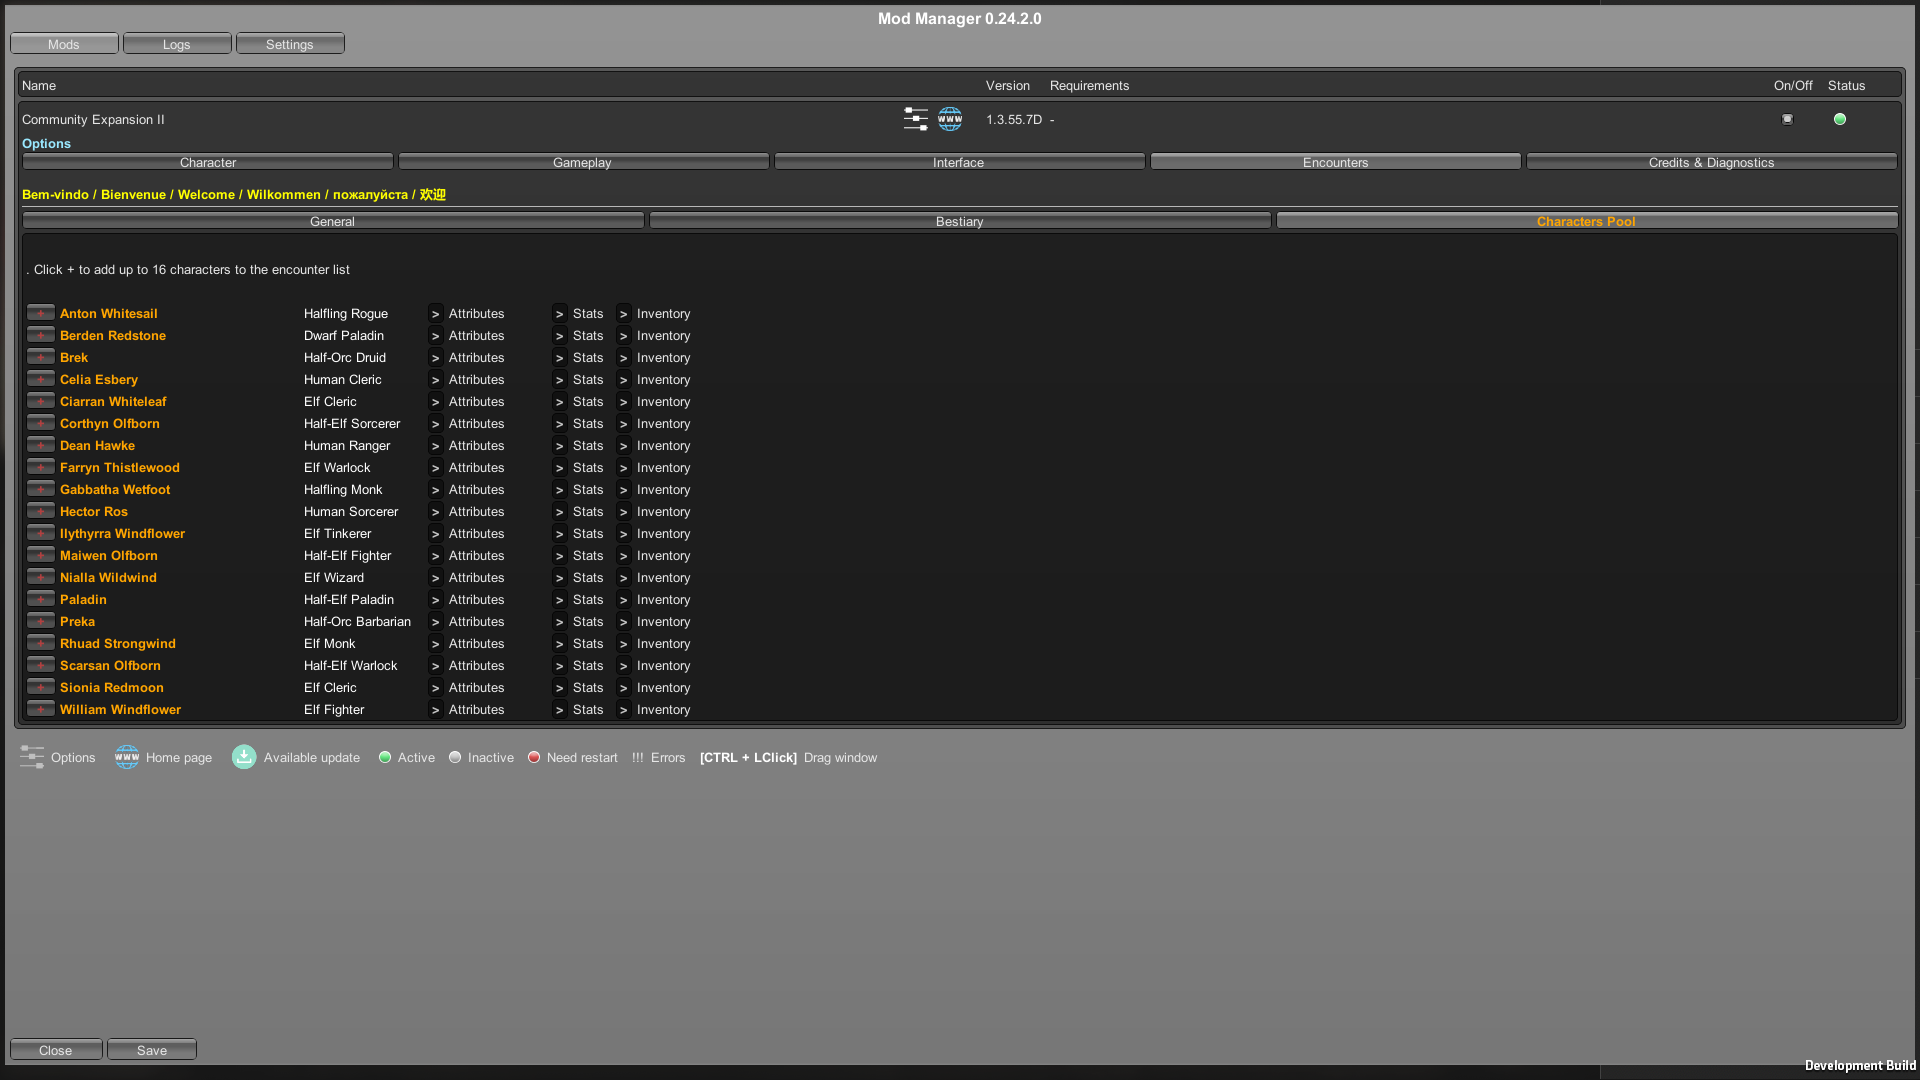 Mod Manager 0.24.2.0
Mods Logs Settings
Name Version Requirements On/Off Status
Community Expansion II WWW 1.3.55.7D - 
Options
Character Gameplay Interface Encounters Credits & Diagnostics
Bem-vindo / Bienvenue / Welcome / Wilkommen / пожалуйста / 欢迎
General Bestiary Characters Pool
. Click + to add up to 16 characters to the encounter list
+ Anton Whitesail Halfling Rogue > Attributes > Stats > Inventory
+ Berden Redstone Dwarf Paladin > Attributes > Stats > Inventory
+ Brek Half-Orc Druid > Attributes > Stats > Inventory
+ Celia Esbery Human Cleric > Attributes > Stats > Inventory
+ Ciarran Whiteleaf Elf Cleric > Attributes > Stats > Inventory
+ Corthyn Olfborn Half-Elf Sorcerer > Attributes > Stats > Inventory
+ Dean Hawke Human Ranger > Attributes > Stats > Inventory
+ Farryn Thistlewood Elf Warlock > Attributes > Stats > Inventory
+ Gabbatha Wetfoot Halfling Monk > Attributes > Stats > Inventory
+ Hector Ros Human Sorcerer > Attributes > Stats > Inventory
+ Ilythyrra Windflower Elf Tinkerer > Attributes > Stats > Inventory
+ Maiwen Olfborn Half-Elf Fighter > Attributes > Stats > Inventory
+ Nialla Wildwind Elf Wizard > Attributes > Stats > Inventory
+ Paladin Half-Elf Paladin > Attributes > Stats > Inventory
+ Preka Half-Orc Barbarian > Attributes > Stats > Inventory
+ Rhuad Strongwind Elf Monk > Attributes > Stats > Inventory
+ Scarsan Olfborn Half-Elf Warlock > Attributes > Stats > Inventory
+ Sionia Redmoon Elf Cleric > Attributes > Stats > Inventory
+ William Windflower Elf Fighter > Attributes > Stats > Inventory
Options WWW Home page Available update Active Inactive Need restart !!! Errors [CTRL + LClick] Drag window
Close Save
Development Build